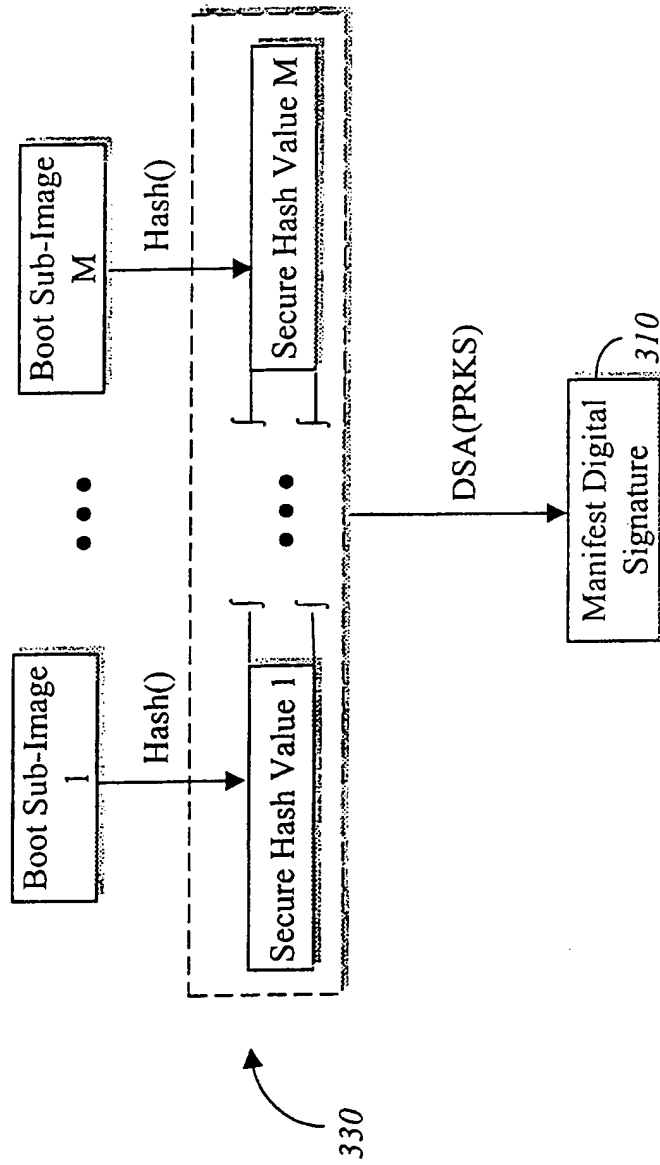 Boot Sub-Image
1
Boot Sub-Image
M
Hash()
Hash()
Secure Hash Value 1
Secure Hash Value M
330
DSA(PRKS)
Manifest Digital
Signature
310